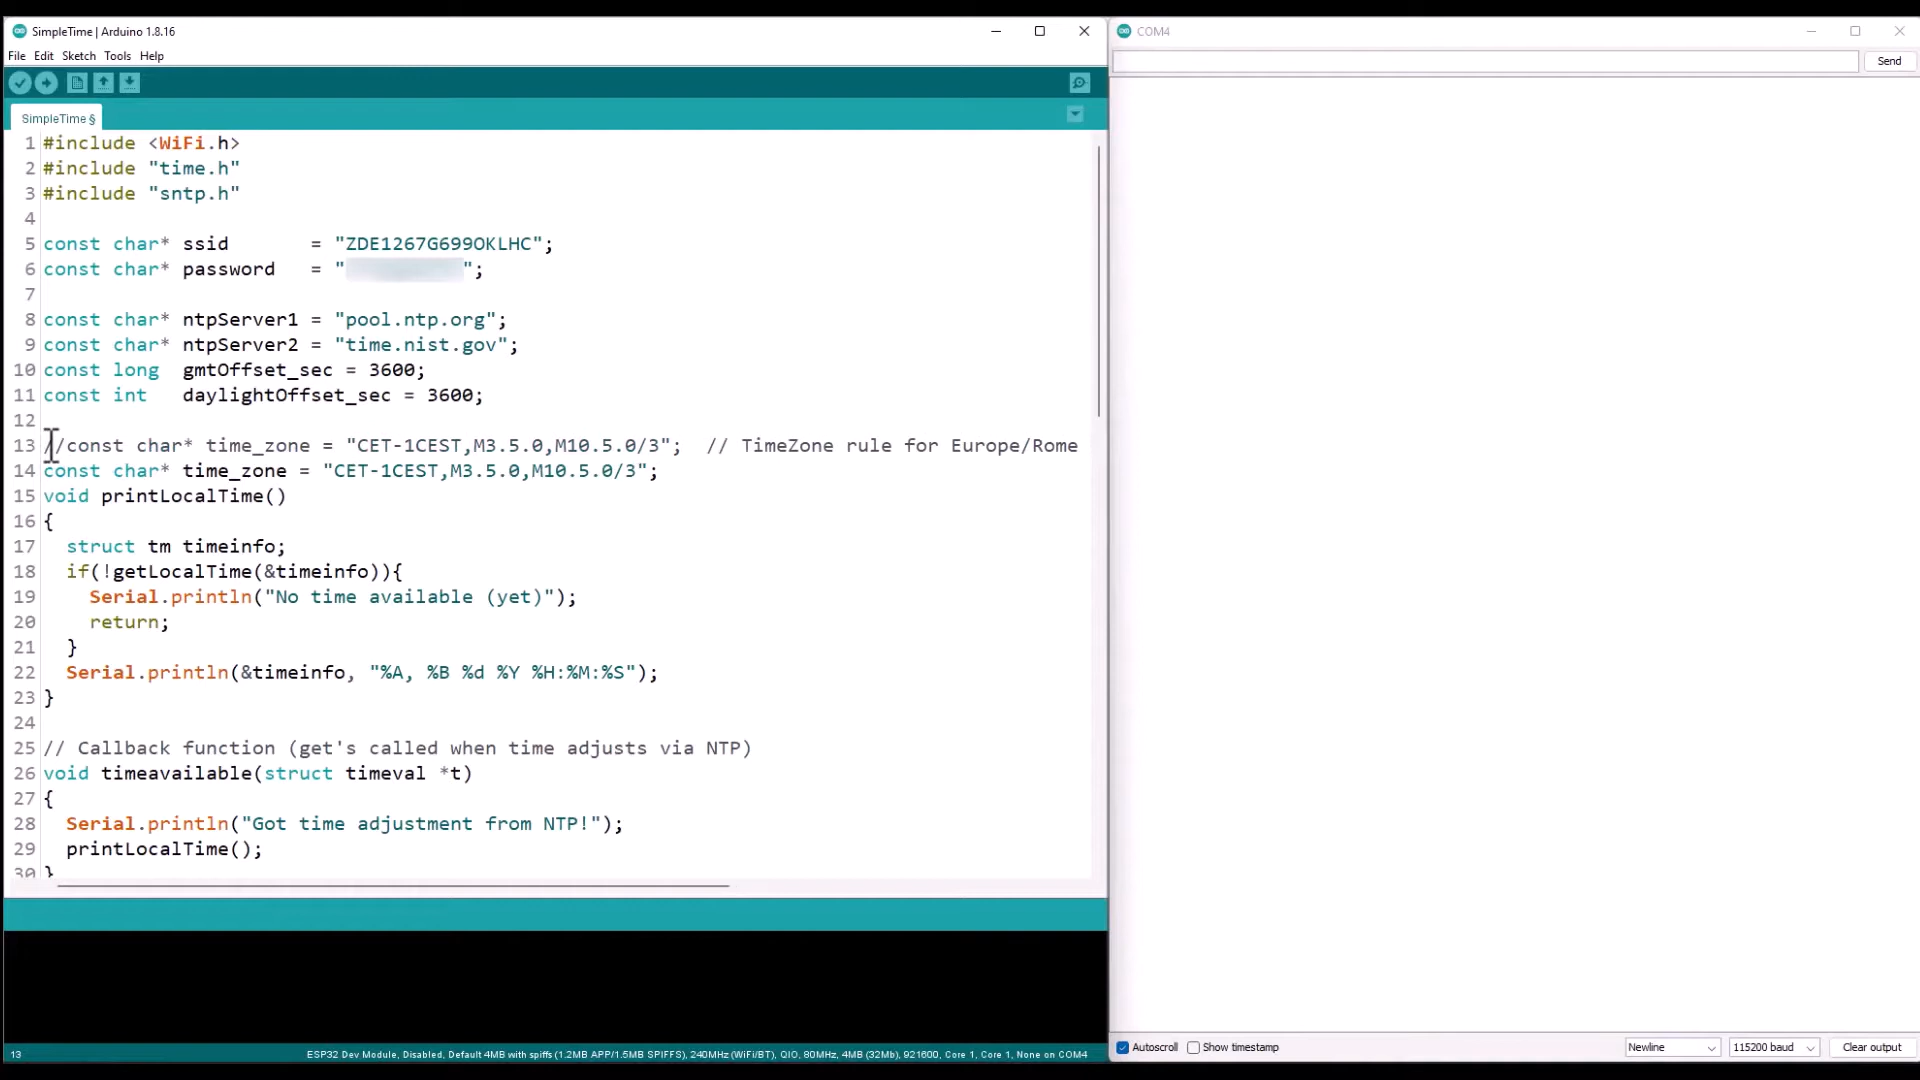 SimpleTime | Arduino 1.8.16
File Edit Sketch Tools Help
SimpleTime §
1 #include <WiFi.h>
2 #include "time.h"
3 #include "sntp.h"
4
5 const char* ssid       = "ZDE1267G699OKLHC";
6 const char* password   = "          ";
7
8 const char* ntpServer1 = "pool.ntp.org";
9 const char* ntpServer2 = "time.nist.gov";
10 const long  gmtOffset_sec = 3600;
11 const int   daylightOffset_sec = 3600;
12
13 //const char* time_zone = "CET-1CEST,M3.5.0,M10.5.0/3";  // TimeZone rule for Europe/Rome
14 const char* time_zone = "CET-1CEST,M3.5.0,M10.5.0/3";
15 void printLocalTime()
16 {
17   struct tm timeinfo;
18   if(!getLocalTime(&timeinfo)){
19     Serial.println("No time available (yet)");
20     return;
21   }
22   Serial.println(&timeinfo, "%A, %B %d %Y %H:%M:%S");
23 }
24
25 // Callback function (get's called when time adjusts via NTP)
26 void timeavailable(struct timeval *t)
27 {
28   Serial.println("Got time adjustment from NTP!");
29   printLocalTime();
30 }
13
ESP32 Dev Module, Disabled, Default 4MB with spiffs (1.2MB APP/1.5MB SPIFFS), 240MHz (WiFi/BT), QIO, 80MHz, 4MB (32Mb), 921600, Core 1, Core 1, None on COM4
COM4
Send
Autoscroll Show timestamp
Newline
115200 baud
Clear output